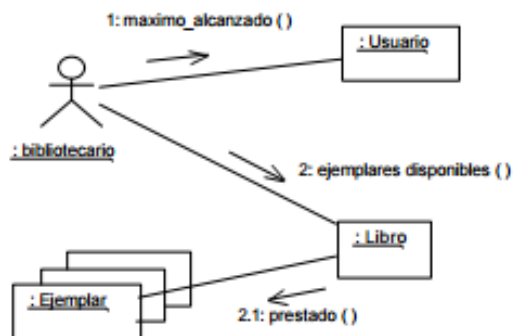 1: maximo_alcanzado ( )
: Usuario
: bibliotecario
2: ejemplares disponibles ( )
: Libro
: Ejemplar
2.1: prestado ( )